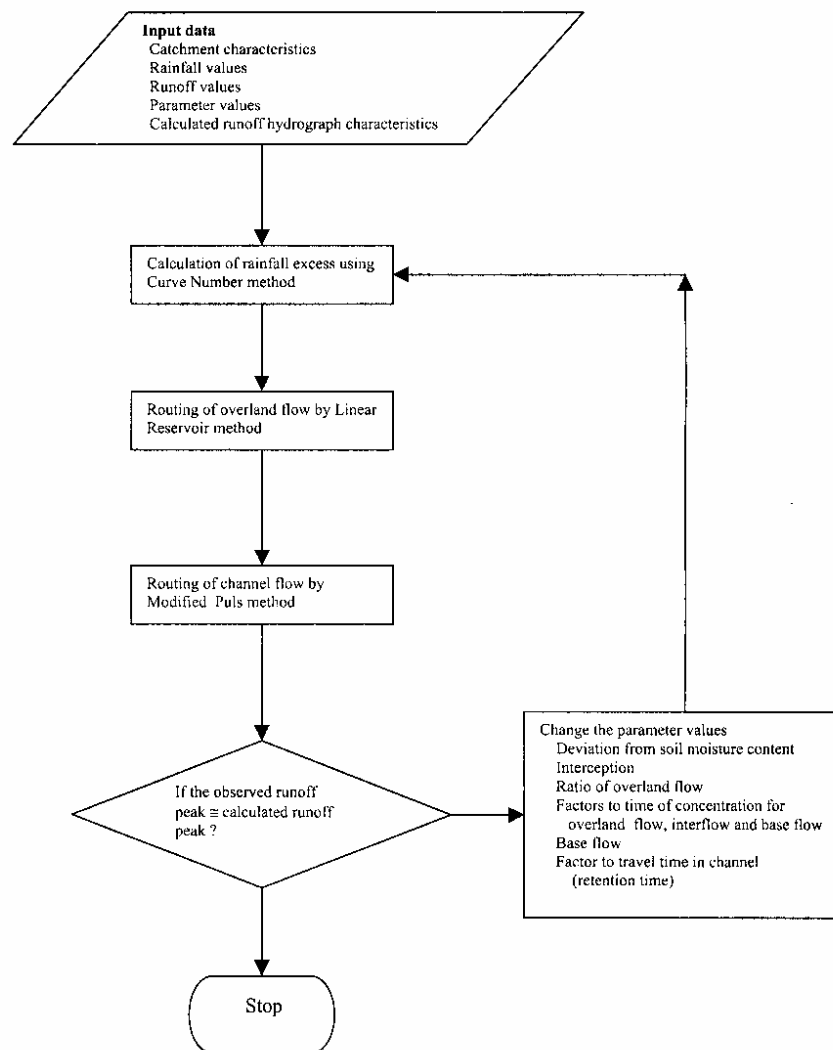 Input data
Catchment characteristics
Rainfall values
Runoff values
Parameter values
Calculated runoff hydrograph characteristics
Calculation of rainfall excess using
Curve Number method
Routing of overland flow by Linear
Reservoir method
Routing of channel flow by
Modified Puls method
If the observed runoff
peak ≅ calculated runoff
peak ?
Change the parameter values
Deviation from soil moisture content
Interception
Ratio of overland flow
Factors to time of concentration for
overland flow, interflow and base flow
Base flow
Factor to travel time in channel
(retention time)
Stop